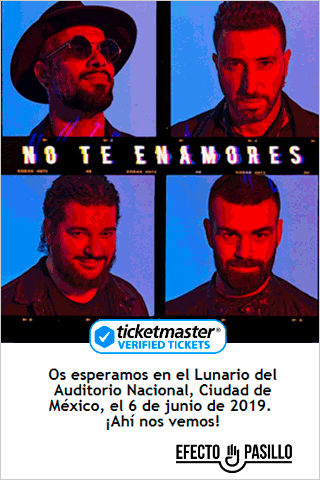 NO TE ENAMORES
ticketmaster®
VERIFIED TICKETS
Os esperamos en el Lunario del
Auditorio Nacional, Ciudad de
México, el 6 de junio de 2019.
¡Ahí nos vemos!
EFECTO PASILLO